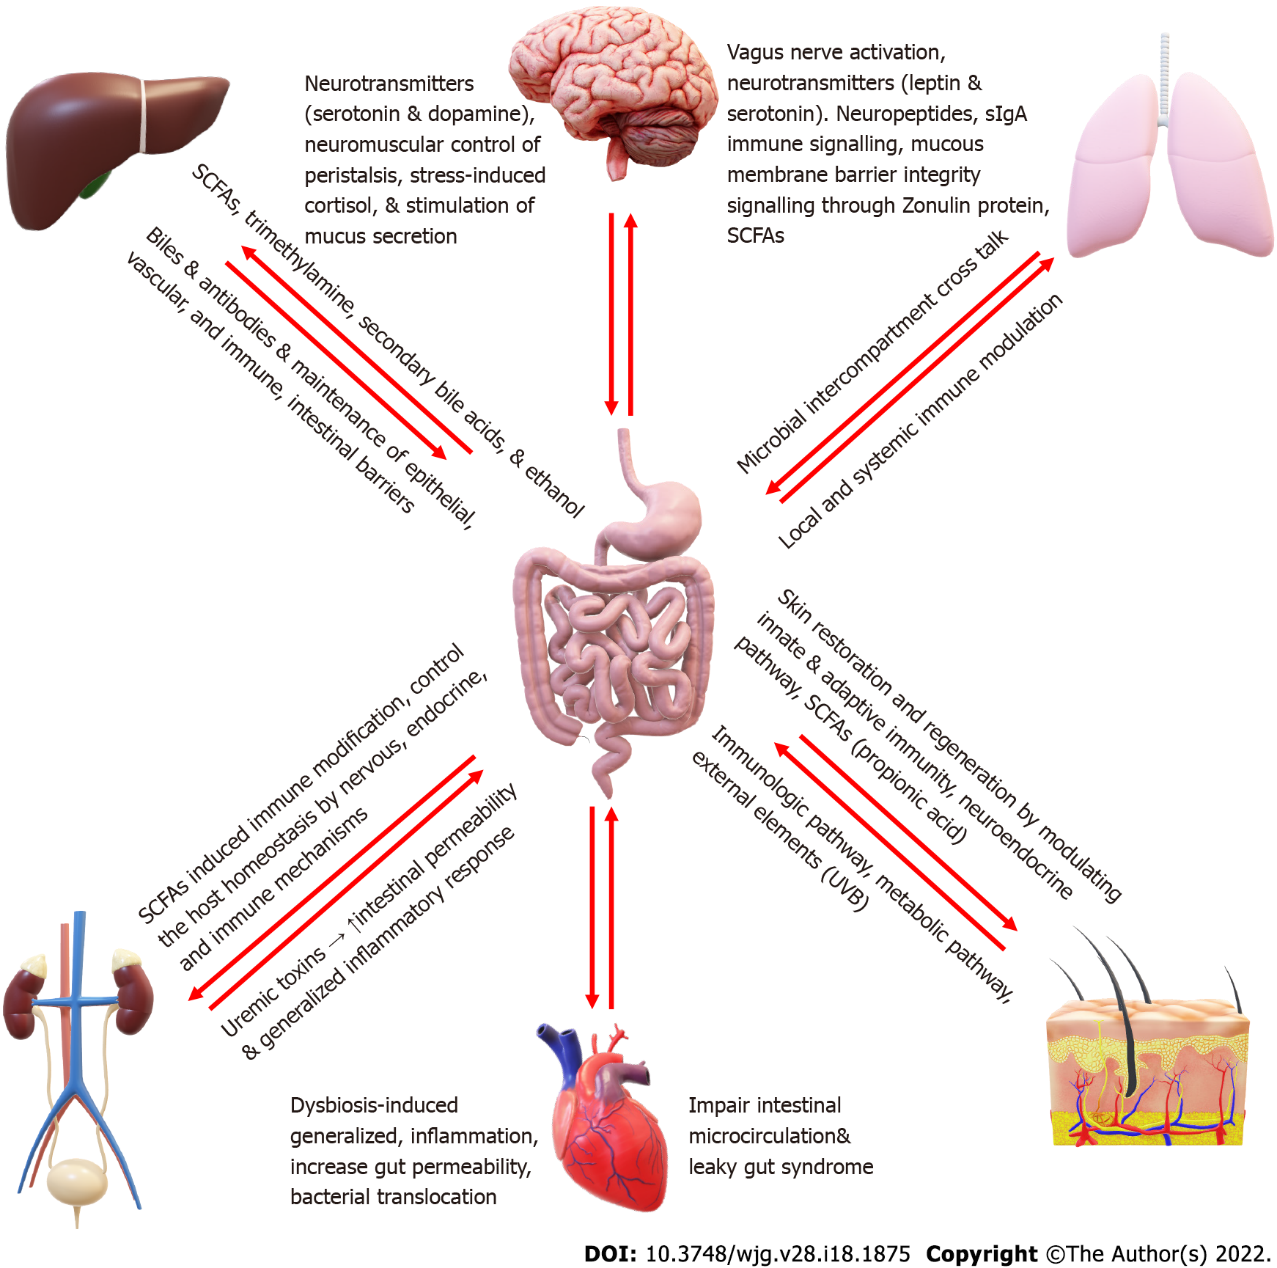 Neurotransmitters
(serotonin & dopamine),
neuromuscular control of
peristalsis, stress-induced
cortisol, & stimulation of
mucus secretion
Vagus nerve activation,
neurotransmitters (leptin &
serotonin). Neuropeptides, sIgA
immune signalling, mucous
membrane barrier integrity
signalling through Zonulin protein,
SCFAs
SCFAs, trimethylamine, secondary bile acids, & ethanol
Biles & antibodies & maintenance of epithelial,
vascular, and immune, intestinal barriers
Microbial intercompartment cross talk
Local and systemic immune modulation
SCFAs induced immune modification, control
the host homeostasis by nervous, endocrine,
and immune mechanisms
Uremic toxins → ↑intestinal permeability
& generalized inflammatory response
Skin restoration and regeneration by modulating
innate & adaptive immunity, neuroendocrine
pathway, SCFAs (propionic acid)
Immunologic pathway, metabolic pathway,
external elements (UVB)
Dysbiosis-induced
generalized, inflammation,
increase gut permeability,
bacterial translocation
Impair intestinal
microcirculation&
leaky gut syndrome
DOI: 10.3748/wjg.v28.i18.1875 Copyright ©The Author(s) 2022.